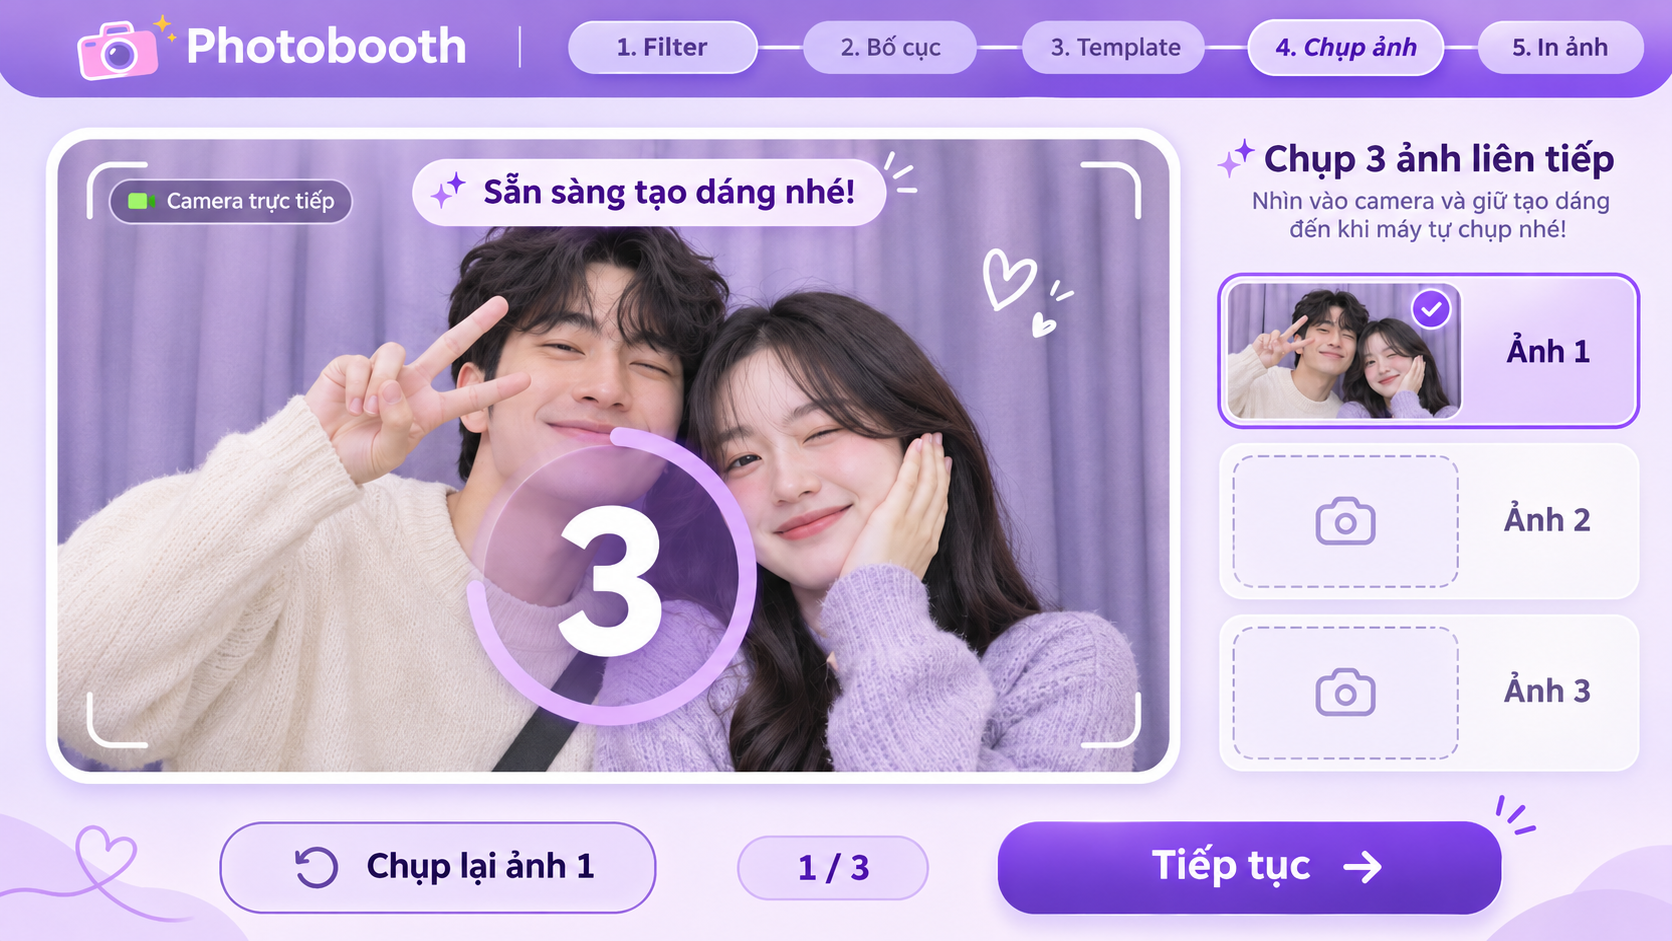 Photobooth
1. Filter
2. Bố cục
3. Template
4. Chụp ảnh
5. In ảnh
Camera trực tiếp
Sẵn sàng tạo dáng nhé!
3
Chụp 3 ảnh liên tiếp
Nhìn vào camera và giữ tạo dáng
đến khi máy tự chụp nhé!
Ảnh 1
Ảnh 2
Ảnh 3
Chụp lại ảnh 1
1 / 3
Tiếp tục